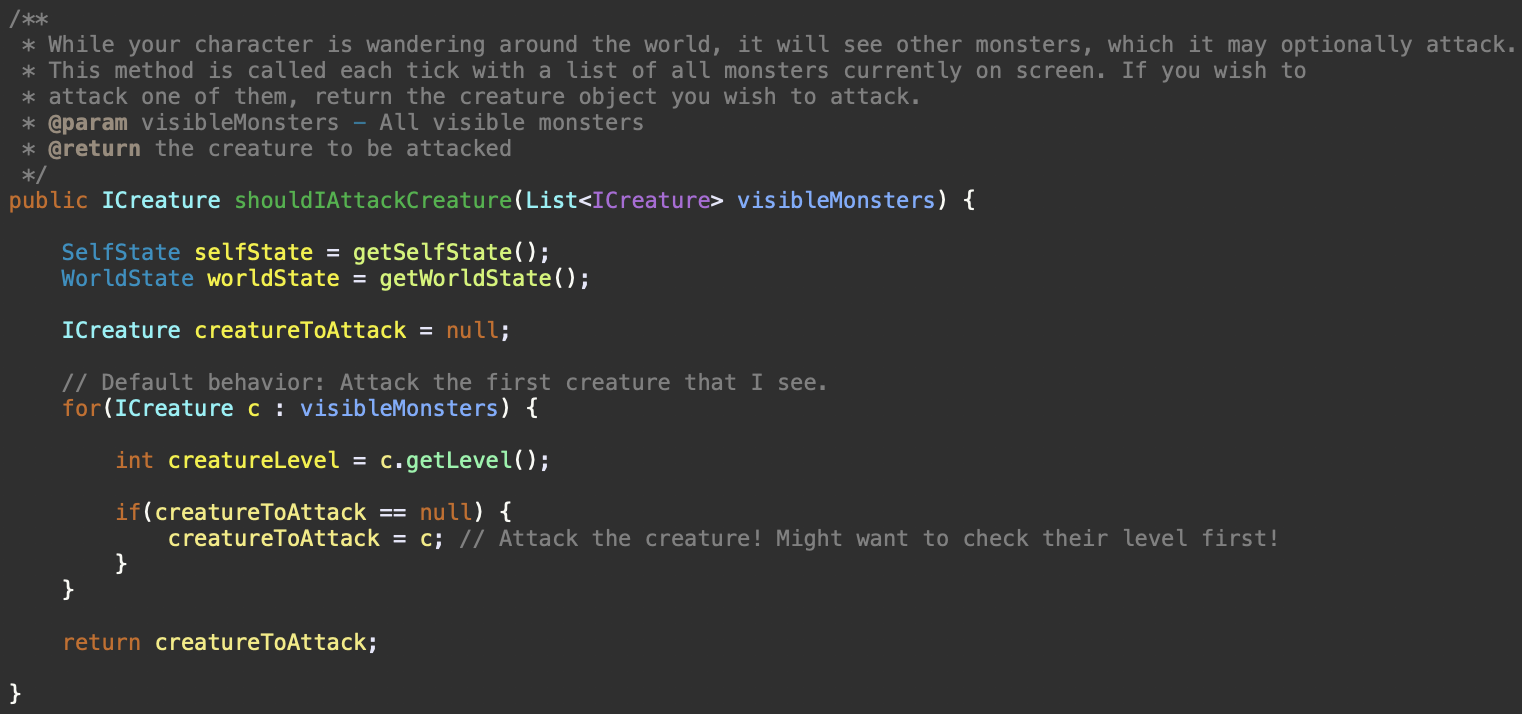 /**
 * While your character is wandering around the world, it will see other monsters, which it may optionally attack.
 * This method is called each tick with a list of all monsters currently on screen. If you wish to
 * attack one of them, return the creature object you wish to attack.
 * @param visibleMonsters – All visible monsters
 * @return the creature to be attacked
 */
public ICreature shouldIAttackCreature(List<ICreature> visibleMonsters) {

    SelfState selfState = getSelfState();
    WorldState worldState = getWorldState();

    ICreature creatureToAttack = null;

    // Default behavior: Attack the first creature that I see.
    for(ICreature c : visibleMonsters) {

        int creatureLevel = c.getLevel();

        if(creatureToAttack == null) {
            creatureToAttack = c; // Attack the creature! Might want to check their level first!
        }
    }

    return creatureToAttack;

}